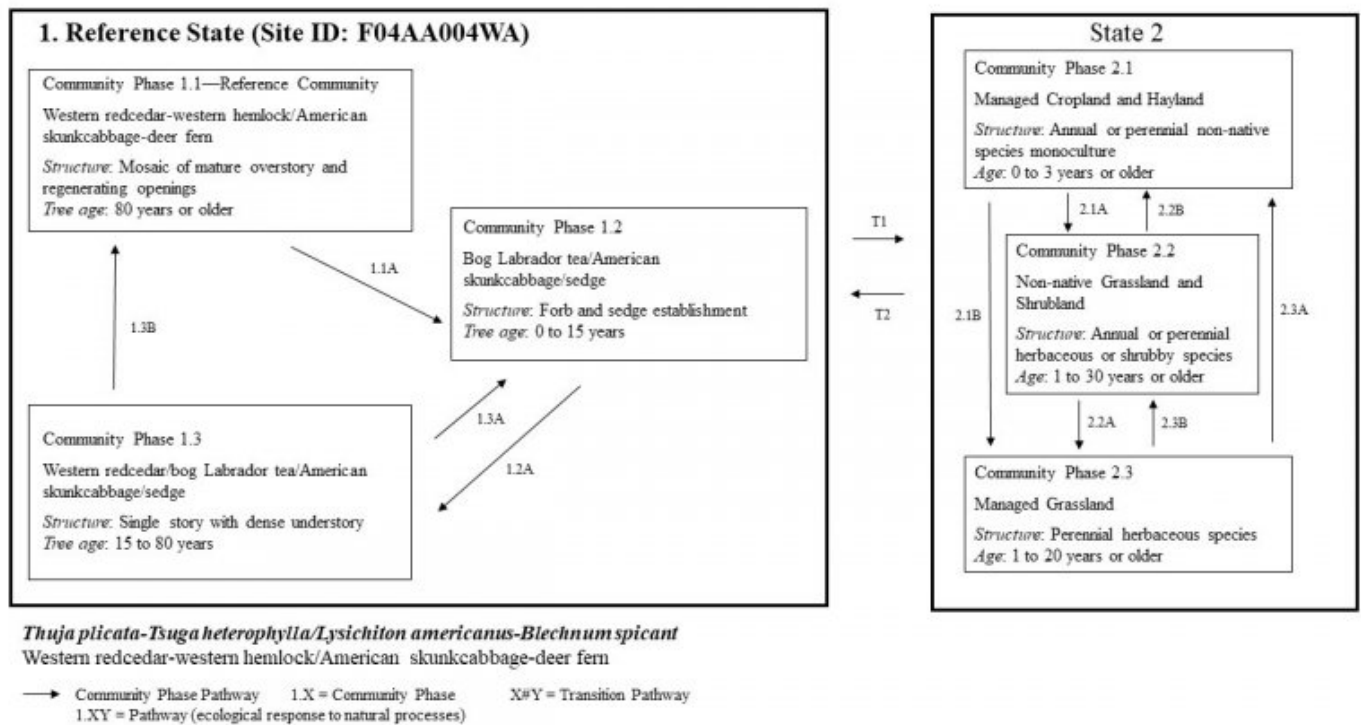 1. Reference State (Site ID: F04AA004WA)
Community Phase 1.1—Reference Community
Western redcedar-western hemlock/American
skunkcabbage-deer fern
Structure: Mosaic of mature overstory and
regenerating openings
Tree age: 80 years or older
1.1A
Community Phase 1.2
Bog Labrador tea/American
skunkcabbage/sedge
Structure: Forb and sedge establishment
Tree age: 0 to 15 years
1.3B
1.3A
1.2A
Community Phase 1.3
Western redcedar/bog Labrador tea/American
skunkcabbage/sedge
Structure: Single story with dense understory
Tree age: 15 to 80 years
T1
T2
State 2
Community Phase 2.1
Managed Cropland and Hayland
Structure: Annual or perennial non-native
species monoculture
Age: 0 to 3 years or older
2.1A
2.2B
Community Phase 2.2
Non-native Grassland and
Shrubland
Structure: Annual or perennial
herbaceous or shrubby species
Age: 1 to 30 years or older
2.1B
2.3A
2.2A
2.3B
Community Phase 2.3
Managed Grassland
Structure: Perennial herbaceous species
Age: 1 to 20 years or older
Thuja plicata-Tsuga heterophylla/Lysichiton americanus-Blechnum spicant
Western redcedar-western hemlock/American skunkcabbage-deer fern
Community Phase Pathway 1.X = Community Phase X#Y = Transition Pathway
1.XY = Pathway (ecological response to natural processes)